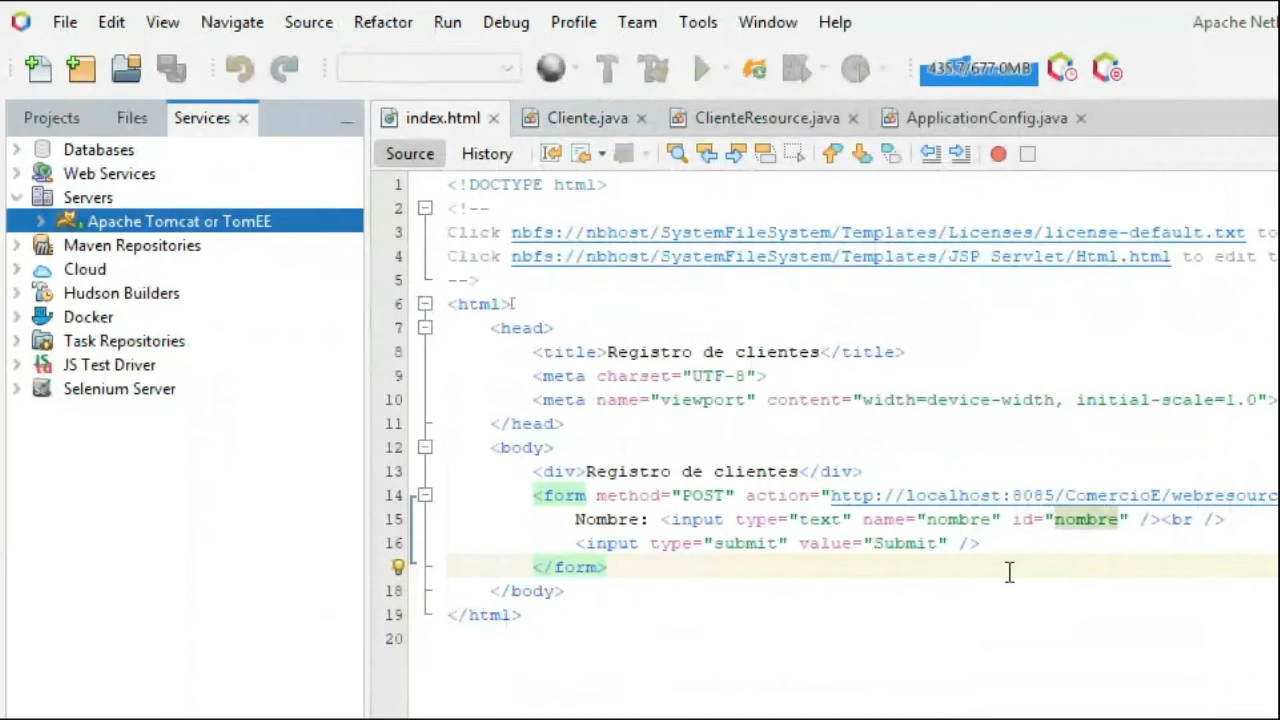 File Edit View Navigate Source Refactor Run Debug Profile Team Tools Window Help Apache Net
435.7/677.0MB
Projects Files Services
index.html Cliente.java ClienteResource.java ApplicationConfig.java
Source History
Databases
Web Services
Servers
Apache Tomcat or TomEE
Maven Repositories
Cloud
Hudson Builders
Docker
Task Repositories
JS Test Driver
Selenium Server
1 <!DOCTYPE html>
2 <!--
3 Click nbfs://nbhost/SystemFileSystem/Templates/Licenses/license-default.txt to
4 Click nbfs://nbhost/SystemFileSystem/Templates/JSP_Servlet/Html.html to edit t
5 -->
6 <html>
7 <head>
8 <title>Registro de clientes</title>
9 <meta charset="UTF-8">
10 <meta name="viewport" content="width=device-width, initial-scale=1.0">
11 </head>
12 <body>
13 <div>Registro de clientes</div>
14 <form method="POST" action="http://localhost:8085/ComercioE/webresourc
15 Nombre: <input type="text" name="nombre" id="nombre" /><br />
16 <input type="submit" value="Submit" />
</form>
18 </body>
19 </html>
20